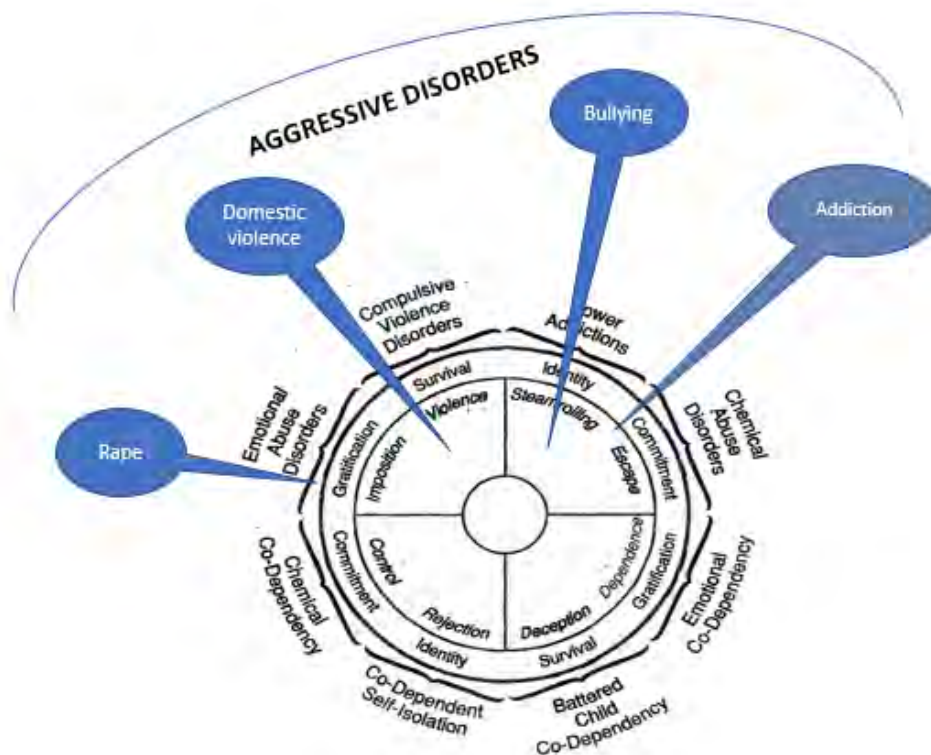 AGGRESSIVE DISORDERS
Bullying
Domestic
violence
Addiction
Rape
Compulsive
Violence
Disorders
ower
Addictions
Emotional
Abuse
Disorders
Chemical
Abuse
Disorders
Survival
Identity
Gratification
Commitment
Violence
Steamrolling
Imposition
Escape
Control
Dependence
Rejection
Deception
Commitment
Gratification
Identity
Survival
Chemical
Co-Dependency
Emotional
Co-Dependency
Co-Dependent
Self-Isolation
Battered
Child
Co-Dependency